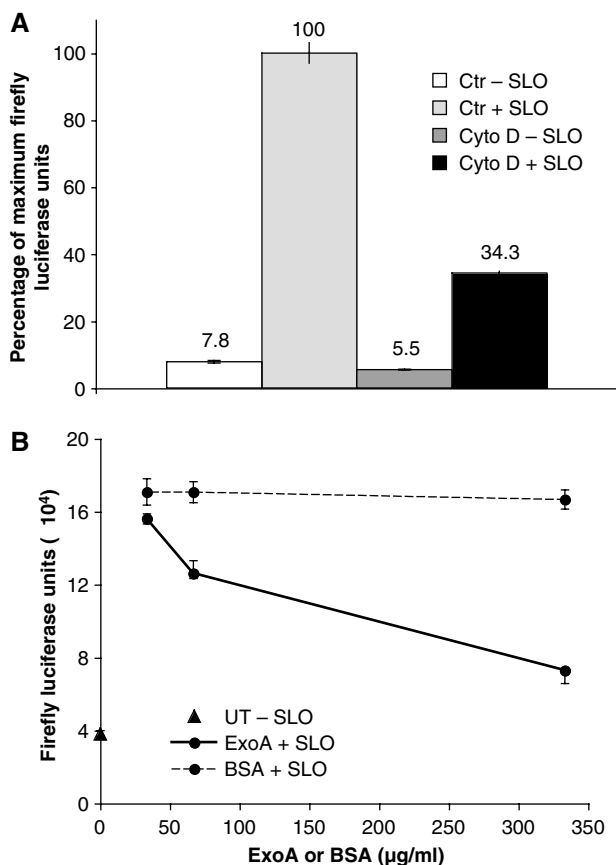 A
Percentage of maximum firefly
luciferase units
100
80
60
40
20
0
7.8
100
5.5
34.3
Ctr – SLO
Ctr + SLO
Cyto D – SLO
Cyto D + SLO
B
Firefly luciferase units ( 10⁴)
20
16
12
8
4
0
UT – SLO
ExoA + SLO
BSA + SLO
0 50 100 150 200 250 300 350
ExoA or BSA (µg/ml)